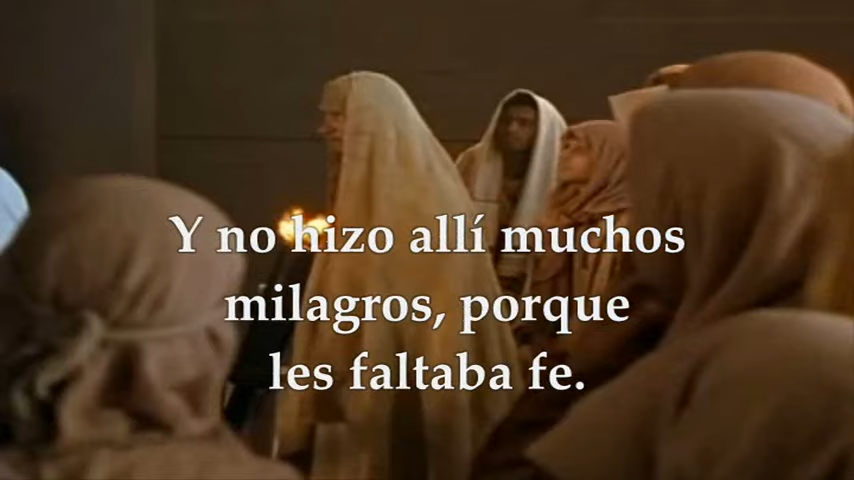 Y no hizo allí muchos
milagros, porque
les faltaba fe.